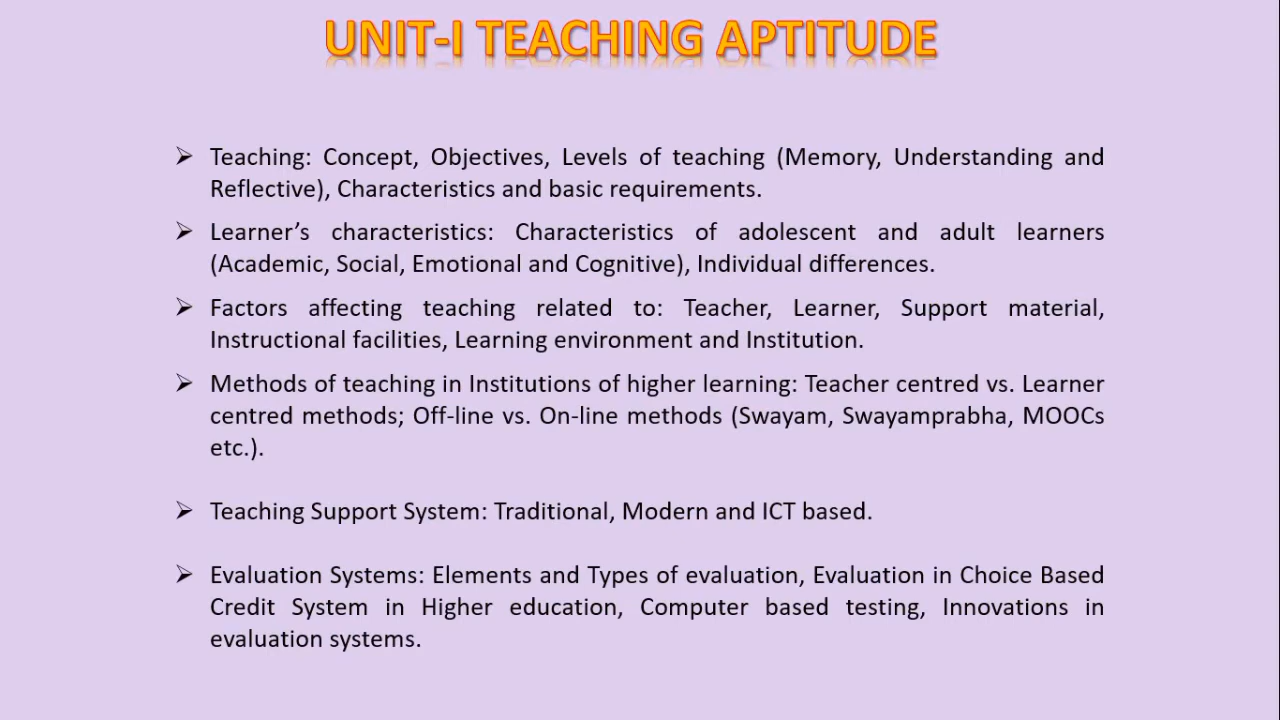 UNIT-I TEACHING APTITUDE
➢ Teaching: Concept, Objectives, Levels of teaching (Memory, Understanding and
Reflective), Characteristics and basic requirements.
➢ Learner’s characteristics: Characteristics of adolescent and adult learners
(Academic, Social, Emotional and Cognitive), Individual differences.
➢ Factors affecting teaching related to: Teacher, Learner, Support material,
Instructional facilities, Learning environment and Institution.
➢ Methods of teaching in Institutions of higher learning: Teacher centred vs. Learner
centred methods; Off-line vs. On-line methods (Swayam, Swayamprabha, MOOCs
etc.).
➢ Teaching Support System: Traditional, Modern and ICT based.
➢ Evaluation Systems: Elements and Types of evaluation, Evaluation in Choice Based
Credit System in Higher education, Computer based testing, Innovations in
evaluation systems.